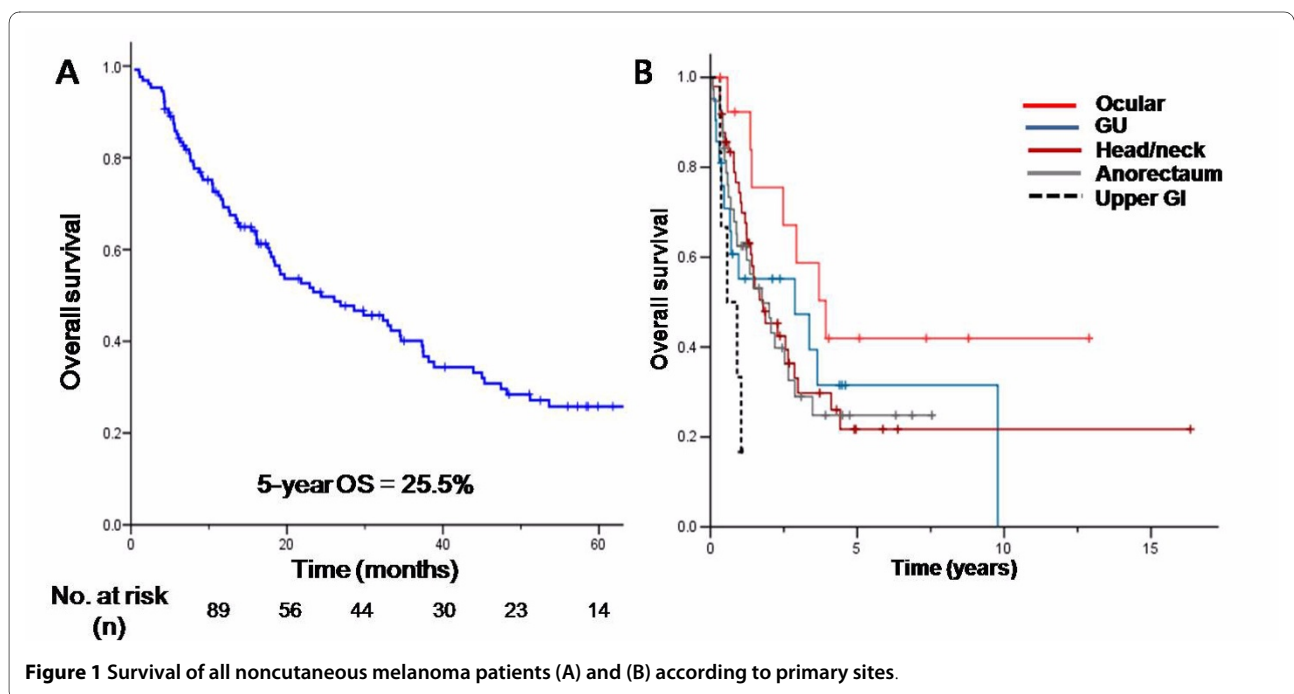 A
Overall survival
1.0
0.8
0.6
0.4
0.2
0.0
5-year OS = 25.5%
0 20 40 60
Time (months)
No. at risk
(n)
89 56 44 30 23 14
B
Overall survival
1.0
0.8
0.6
0.4
0.2
0.0
Ocular
GU
Head/neck
Anorectaum
Upper GI
0 5 10 15
Time (years)
Figure 1 Survival of all noncutaneous melanoma patients (A) and (B) according to primary sites.